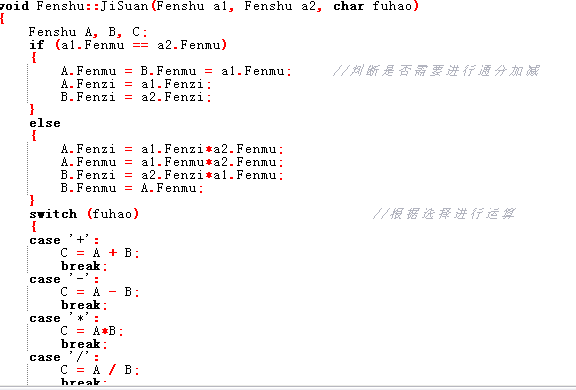 void Fenshu::JiSuan(Fenshu a1, Fenshu a2, char fuhao)
{
Fenshu A, B, C;
if (a1.Fenmu == a2.Fenmu)
{
A.Fenmu = B.Fenmu = a1.Fenmu; //判断是否需要进行通分加减
A.Fenzi = a1.Fenzi;
B.Fenzi = a2.Fenzi;
}
else
{
A.Fenzi = a1.Fenzi*a2.Fenmu;
A.Fenmu = a1.Fenmu*a2.Fenmu;
B.Fenzi = a2.Fenzi*a1.Fenmu;
B.Fenmu = A.Fenmu;
}
switch (fuhao) //根据选择进行运算
{
case '+':
C = A + B;
break;
case '-':
C = A - B;
break;
case '*':
C = A*B;
break;
case '/':
C = A / B;
break;